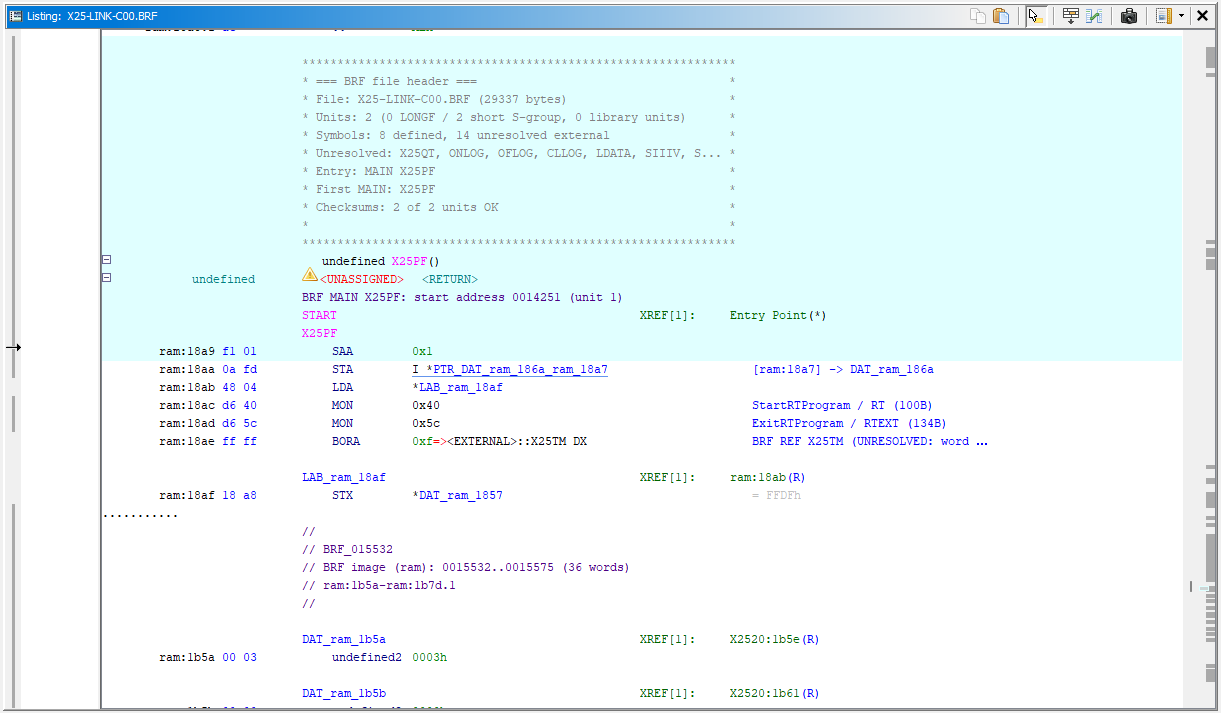 Listing: X25-LINK-C00.BRF
*************************************************************
* === BRF file header === *
* File: X25-LINK-C00.BRF (29337 bytes) *
* Units: 2 (0 LONGF / 2 short S-group, 0 library units) *
* Symbols: 8 defined, 14 unresolved external *
* Unresolved: X25QT, ONLOG, OFLOG, CLLOG, LDATA, SIIIV, S... *
* Entry: MAIN X25PF *
* First MAIN: X25PF *
* Checksums: 2 of 2 units OK *
* *
*************************************************************
undefined X25PF()
undefined <UNASSIGNED> <RETURN>
BRF MAIN X25PF: start address 0014251 (unit 1)
START XREF[1]: Entry Point(*)
X25PF
ram:18a9 f1 01 SAA 0x1
ram:18aa 0a fd STA I *PTR_DAT_ram_186a_ram_18a7 [ram:18a7] -> DAT_ram_186a
ram:18ab 48 04 LDA *LAB_ram_18af
ram:18ac d6 40 MON 0x40 StartRTProgram / RT (100B)
ram:18ad d6 5c MON 0x5c ExitRTProgram / RTEXT (134B)
ram:18ae ff ff BORA 0xf=><EXTERNAL>::X25TM DX BRF REF X25TM (UNRESOLVED: word ...
LAB_ram_18af XREF[1]: ram:18ab(R)
ram:18af 18 a8 STX *DAT_ram_1857 = FFDFh
...........
//
// BRF_015532
// BRF image (ram): 0015532..0015575 (36 words)
// ram:1b5a-ram:1b7d.1
//
DAT_ram_1b5a XREF[1]: X2520:1b5e(R)
ram:1b5a 00 03 undefined2 0003h
DAT_ram_1b5b XREF[1]: X2520:1b61(R)